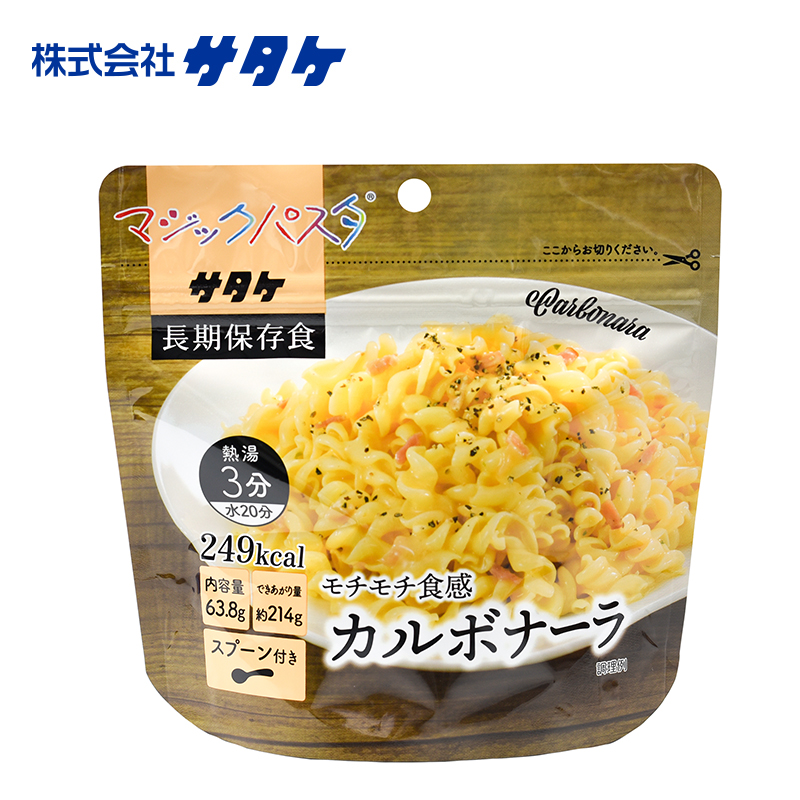 株式会社サタケ
マジックパスタ®
サタケ
長期保存食
ここからお切りください。
Carbonara
熱湯
3分
水20分
249kcal
内容量
63.8g
できあがり量
約214g
スプーン付き
モチモチ食感
カルボナーラ
調理例